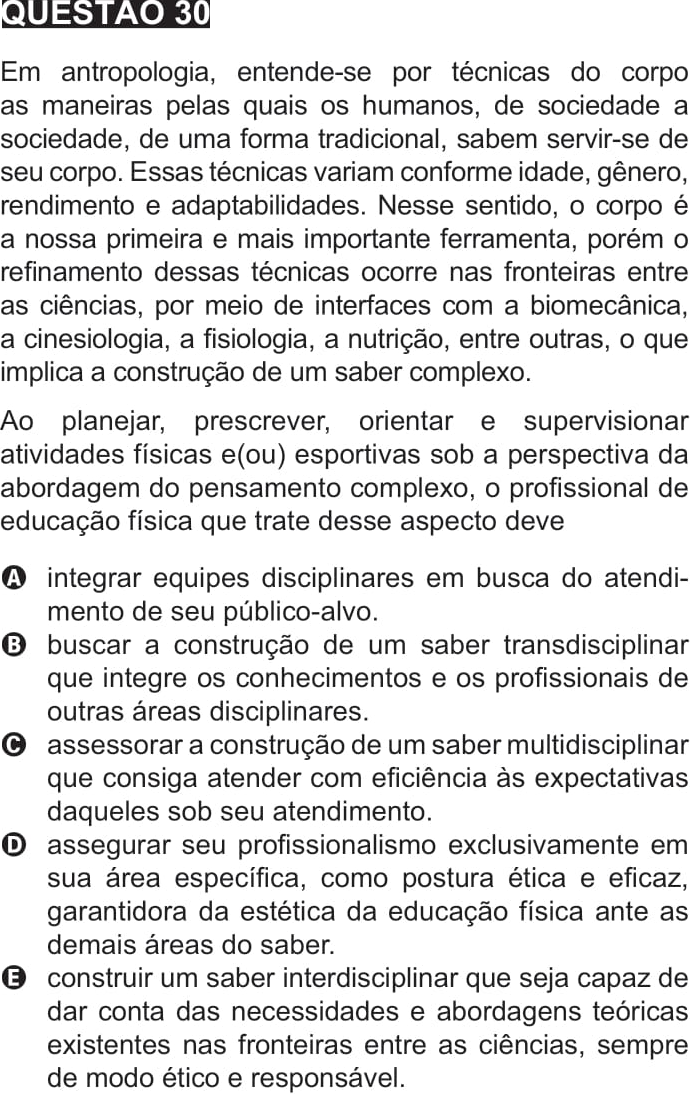 QUESTÃO 30
Em antropologia, entende-se por técnicas do corpo
as maneiras pelas quais os humanos, de sociedade a
sociedade, de uma forma tradicional, sabem servir-se de
seu corpo. Essas técnicas variam conforme idade, gênero,
rendimento e adaptabilidades. Nesse sentido, o corpo é
a nossa primeira e mais importante ferramenta, porém o
refinamento dessas técnicas ocorre nas fronteiras entre
as ciências, por meio de interfaces com a biomecânica,
a cinesiologia, a fisiologia, a nutrição, entre outras, o que
implica a construção de um saber complexo.
Ao planejar, prescrever, orientar e supervisionar
atividades físicas e(ou) esportivas sob a perspectiva da
abordagem do pensamento complexo, o profissional de
educação física que trate desse aspecto deve
A integrar equipes disciplinares em busca do atendi-
mento de seu público-alvo.
B buscar a construção de um saber transdisciplinar
que integre os conhecimentos e os profissionais de
outras áreas disciplinares.
C assessorar a construção de um saber multidisciplinar
que consiga atender com eficiência às expectativas
daqueles sob seu atendimento.
D assegurar seu profissionalismo exclusivamente em
sua área específica, como postura ética e eficaz,
garantidora da estética da educação física ante as
demais áreas do saber.
E construir um saber interdisciplinar que seja capaz de
dar conta das necessidades e abordagens teóricas
existentes nas fronteiras entre as ciências, sempre
de modo ético e responsável.